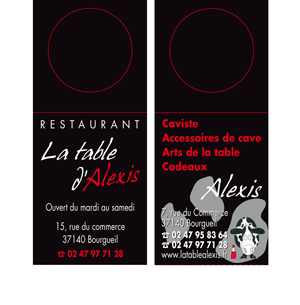 RESTAURANT
La table
d'Alexis
Ouvert du mardi au samedi
15, rue du commerce
37140 Bourgueil
☎ 02 47 97 71 28
Caviste
Accessoires de cave
Arts de la table
Cadeaux
Alexis
7, rue du Commerce
37140 Bourgueil
☎ 02 47 95 83 64
☎ 02 47 97 71 28
www.latablealexis.fr